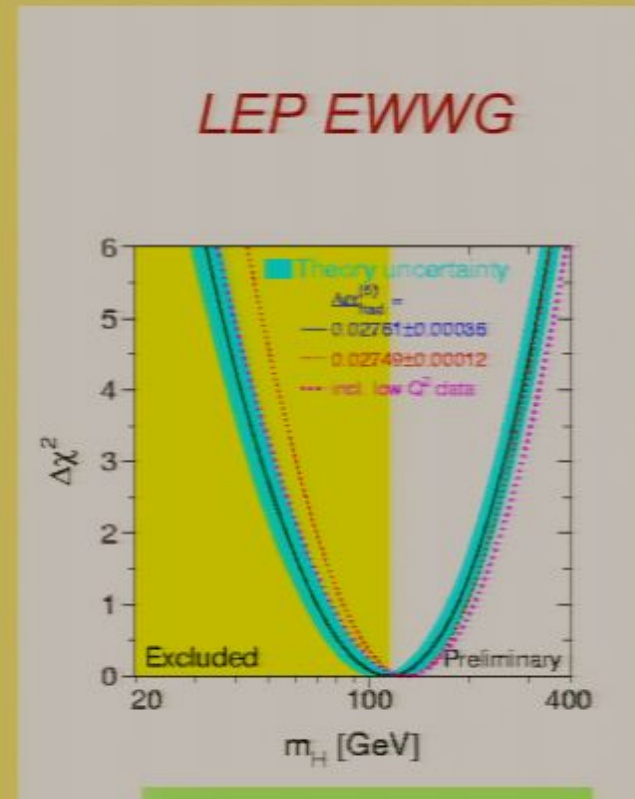 LEP EWWG
6
Theory uncertainty
Δα(5)had =
5
0.02761±0.00036
0.02749±0.00012
4
incl. low Q2 data
Δχ2
3
2
1
0
Excluded
Preliminary
20
100
400
mH [GeV]